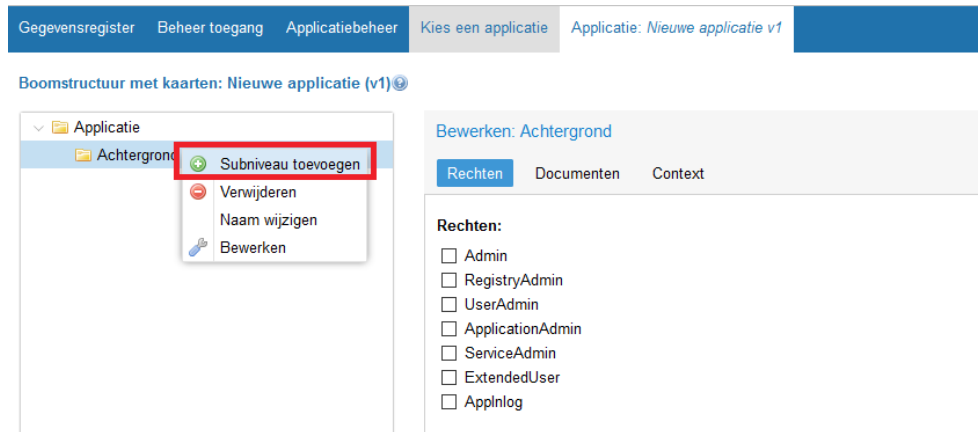 Gegevensregister Beheer toegang Applicatiebeheer Kies een applicatie Applicatie: Nieuwe applicatie v1
Boomstructuur met kaarten: Nieuwe applicatie (v1)
Applicatie
Achtergrond
Subniveau toevoegen
Verwijderen
Naam wijzigen
Bewerken
Bewerken: Achtergrond
Rechten Documenten Context
Rechten:
Admin
RegistryAdmin
UserAdmin
ApplicationAdmin
ServiceAdmin
ExtendedUser
AppInlog